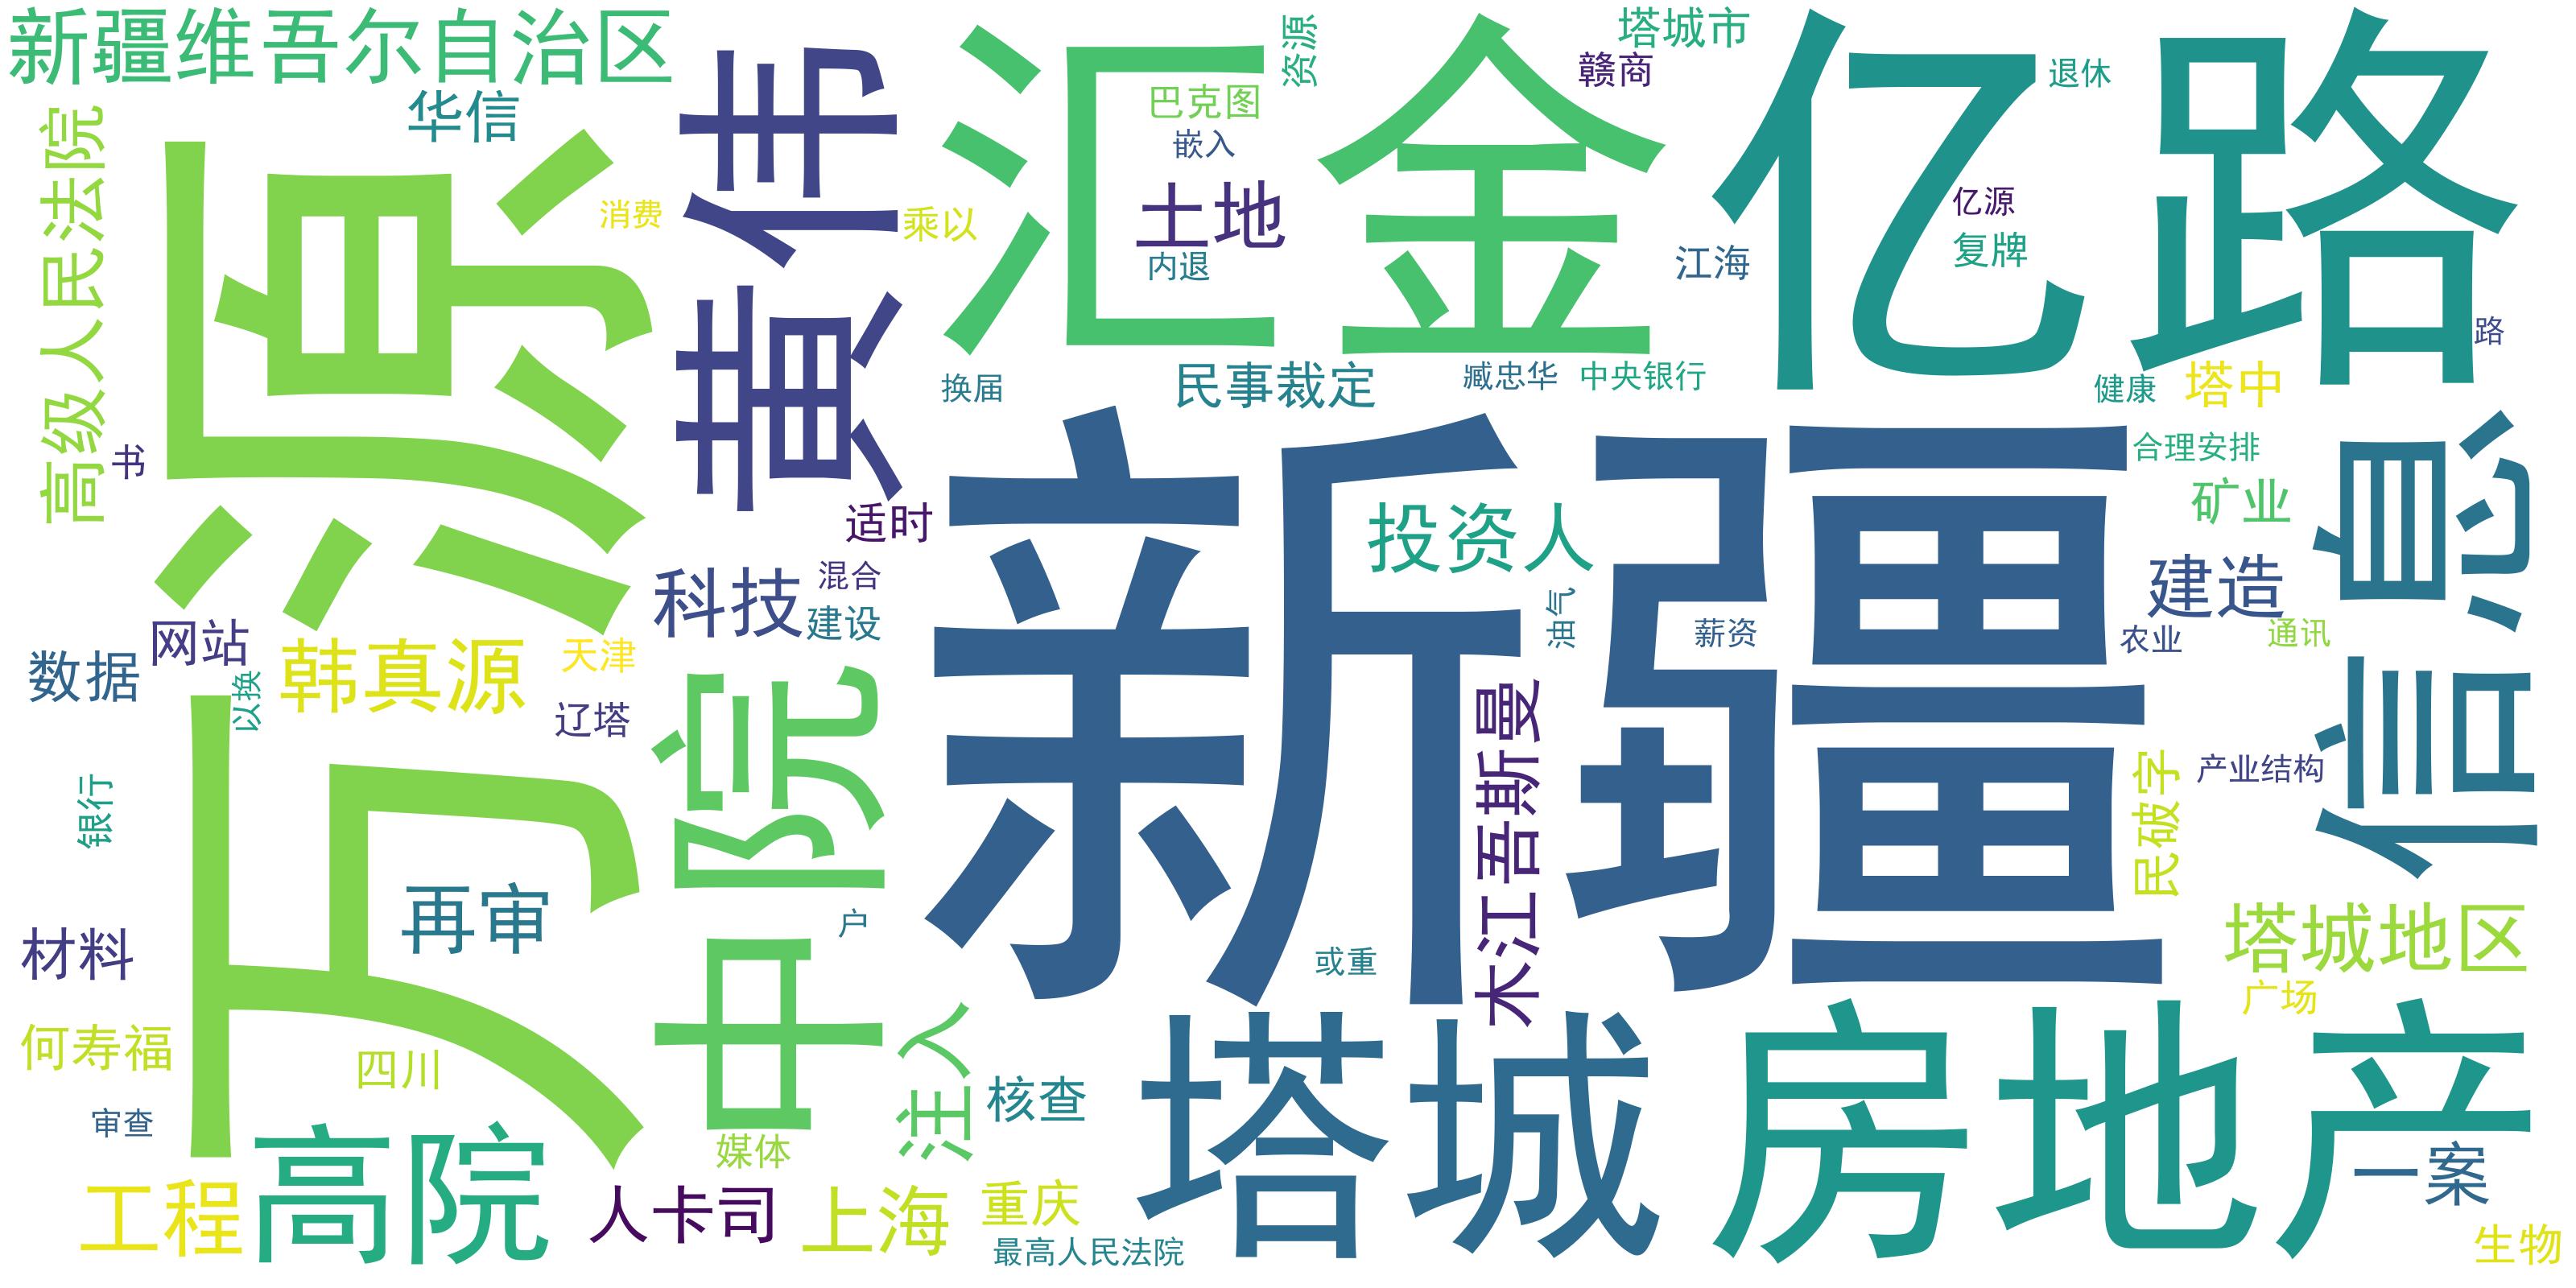 新疆维吾尔自治区
华信
高级人民法院
万源
消费
黄伟
乘以
汇金
资源
巴克图
嵌入
土地
内退
赣商
塔城市
江海
亿路
退休
亿源
复牌
路
换届
民事裁定
臧忠华
中央银行
健康
塔中
书
适时
混合
科技
建设
新疆
投资人
油气
薪资
合理安排
矿业
建造
信息
农业
通讯
网站
数据
韩真源
天津
以换
辽塔
银行
中院
户
再审
木江吾斯曼
或重
民破字
产业结构
材料
塔城地区
广场
何寿福
四川
审查
注人
核查
塔城
房地产
一案
媒体
工程
高院
人卡司
上海
重庆
最高人民法院
生物